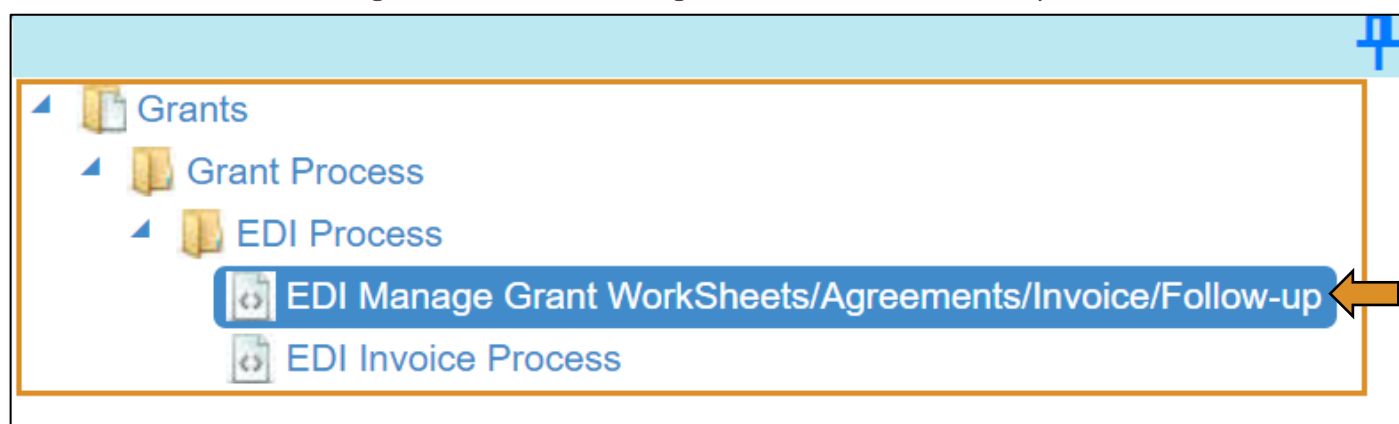 Grants
Grant Process
EDI Process
EDI Manage Grant WorkSheets/Agreements/Invoice/Follow-up
EDI Invoice Process